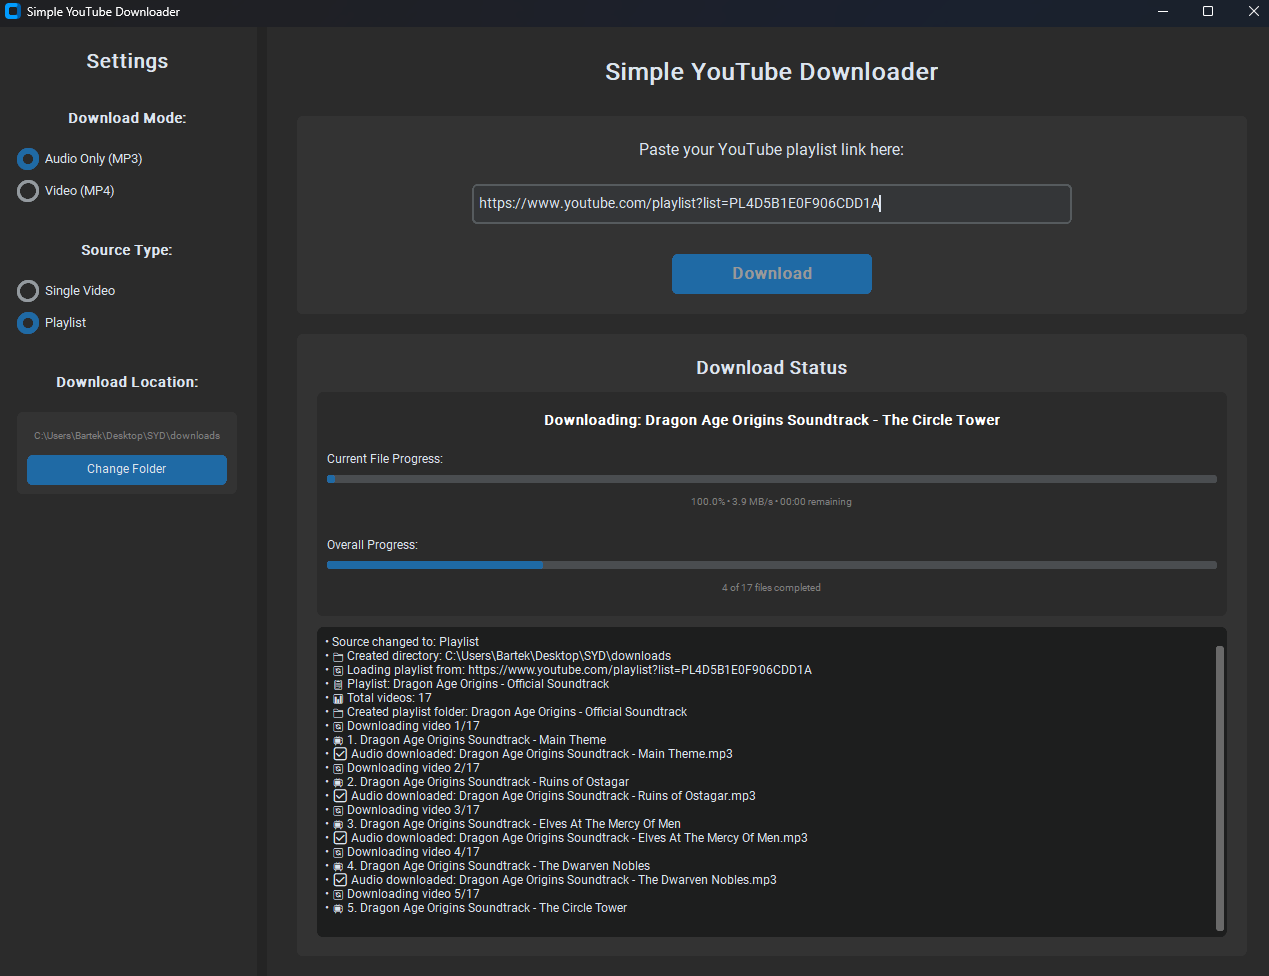 Simple YouTube Downloader
Settings
Download Mode:
Audio Only (MP3)
Video (MP4)
Source Type:
Single Video
Playlist
Download Location:
C:\Users\Bartek\Desktop\SYD\downloads
Change Folder
Simple YouTube Downloader
Paste your YouTube playlist link here:
https://www.youtube.com/playlist?list=PL4D5B1E0F906CDD1A
Download
Download Status
Downloading: Dragon Age Origins Soundtrack - The Circle Tower
Current File Progress:
100.0% • 3.9 MB/s • 00:00 remaining
Overall Progress:
4 of 17 files completed
• Source changed to: Playlist
• Created directory: C:\Users\Bartek\Desktop\SYD\downloads
• Loading playlist from: https://www.youtube.com/playlist?list=PL4D5B1E0F906CDD1A
• Playlist: Dragon Age Origins - Official Soundtrack
• Total videos: 17
• Created playlist folder: Dragon Age Origins - Official Soundtrack
• Downloading video 1/17
• 1. Dragon Age Origins Soundtrack - Main Theme
• Audio downloaded: Dragon Age Origins Soundtrack - Main Theme.mp3
• Downloading video 2/17
• 2. Dragon Age Origins Soundtrack - Ruins of Ostagar
• Audio downloaded: Dragon Age Origins Soundtrack - Ruins of Ostagar.mp3
• Downloading video 3/17
• 3. Dragon Age Origins Soundtrack - Elves At The Mercy Of Men
• Audio downloaded: Dragon Age Origins Soundtrack - Elves At The Mercy Of Men.mp3
• Downloading video 4/17
• 4. Dragon Age Origins Soundtrack - The Dwarven Nobles
• Audio downloaded: Dragon Age Origins Soundtrack - The Dwarven Nobles.mp3
• Downloading video 5/17
• 5. Dragon Age Origins Soundtrack - The Circle Tower